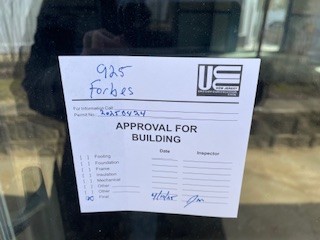 925
Forbes
For Information Call
Permit No. 20250424
APPROVAL FOR
BUILDING
Date Inspector
Footing
Foundation
Frame
Insulation
Mechanical
Other
Other
Final